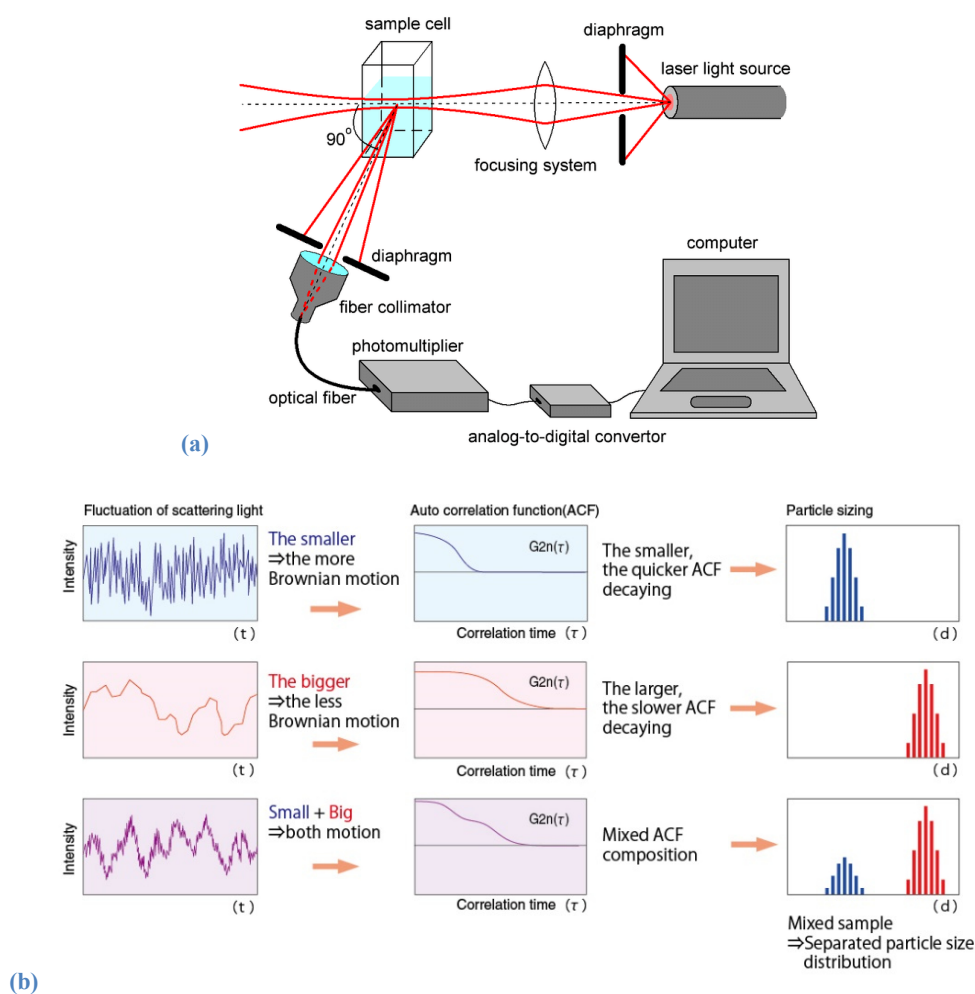 sample cell
diaphragm
laser light source
90°
focusing system
diaphragm
computer
fiber collimator
photomultiplier
optical fiber
analog-to-digital convertor
(a)
Fluctuation of scattering light
Auto correlation function(ACF)
Particle sizing
Intensity
(t)
The smaller
⇒the more
Brownian motion
G2n(τ)
Correlation time (τ)
The smaller,
the quicker ACF
decaying
(d)
Intensity
(t)
The bigger
⇒the less
Brownian motion
G2n(τ)
Correlation time (τ)
The larger,
the slower ACF
decaying
(d)
Intensity
(t)
Small + Big
⇒both motion
G2n(τ)
Correlation time (τ)
Mixed ACF
composition
(d)
Mixed sample
⇒Separated particle size
distribution
(b)